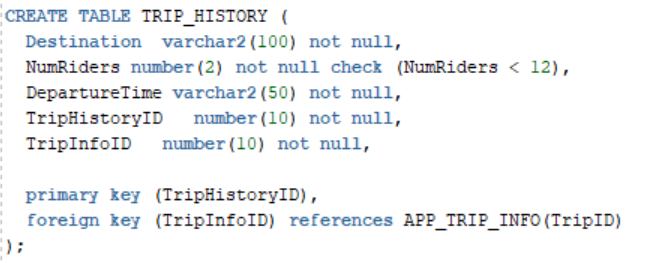 CREATE TABLE TRIP_HISTORY (
Destination varchar2(100) not null,
NumRiders number(2) not null check (NumRiders < 12),
DepartureTime varchar2(50) not null,
TripHistoryID number(10) not null,
TripInfoID number(10) not null,
primary key (TripHistoryID),
foreign key (TripInfoID) references APP_TRIP_INFO(TripID)
);